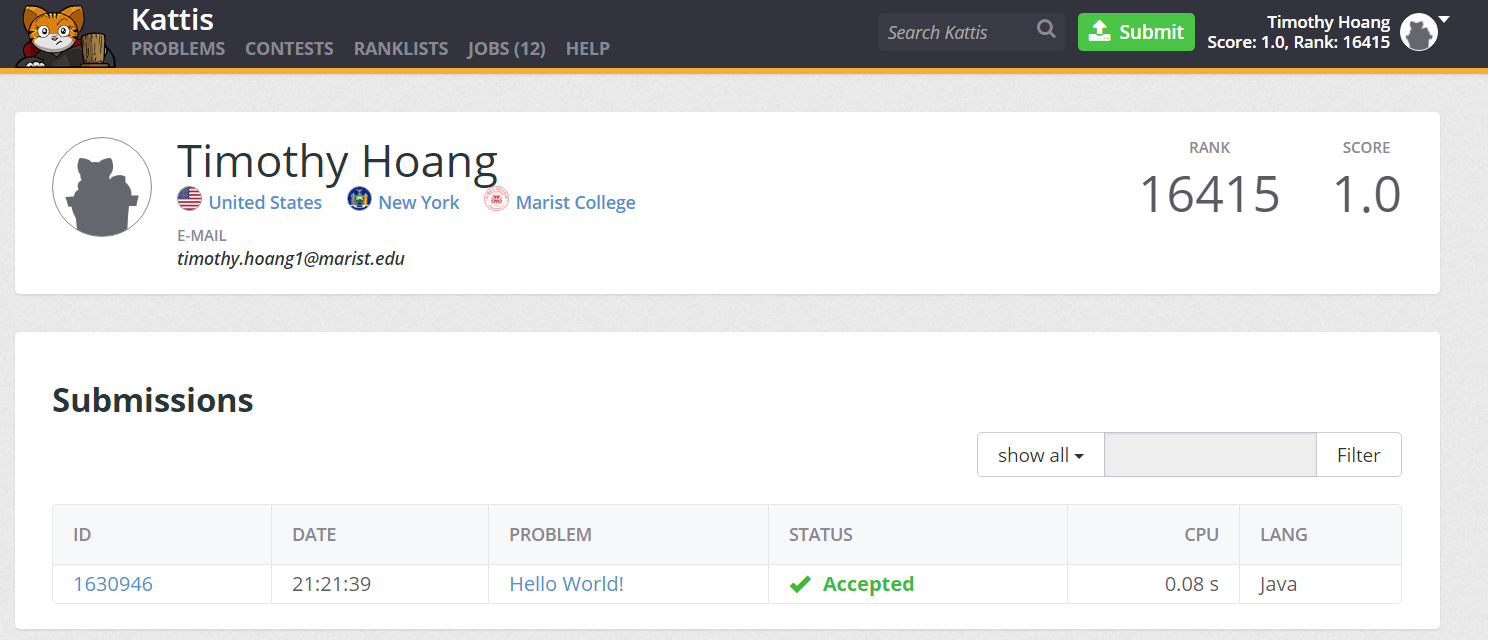 Kattis
PROBLEMS CONTESTS RANKLISTS JOBS (12) HELP
Search Kattis
Submit
Timothy Hoang
Score: 1.0, Rank: 16415
Timothy Hoang
United States New York Marist College
E-MAIL
timothy.hoang1@marist.edu
RANK SCORE
16415 1.0
Submissions
show all Filter
ID DATE PROBLEM STATUS CPU LANG
1630946 21:21:39 Hello World! Accepted 0.08 s Java